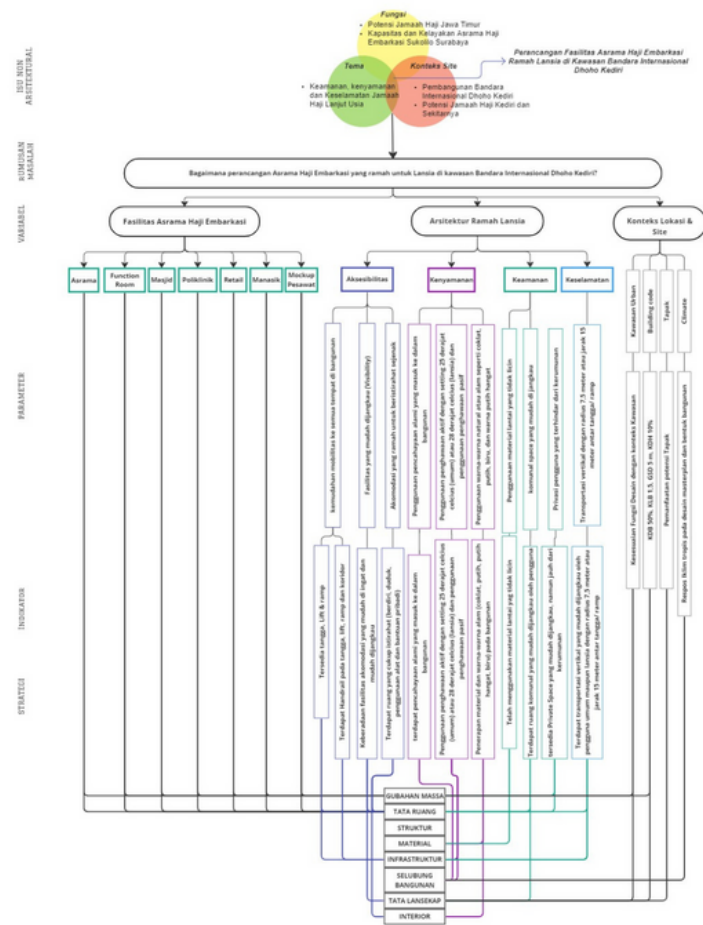 Fungsi
• Potensi Jamaah Haji Jawa Timur
• Kapasitas dan Kelayakan Asrama Haji
Embarkasi Sukolilo Surabaya
Tema
• Keamanan, kenyamanan
dan Keselamatan Jamaah
Haji Lanjut Usia
Konteks Site
• Pembangunan Bandara
Internasional Dhoho Kediri
• Potensi Jamaah Haji Kediri dan
Sekitarnya
Perancangan Fasilitas Asrama Haji Embarkasi
Ramah Lansia di Kawasan Bandara Internasional
Dhoho Kediri
ISU NON
ARSITEKTURAL
RUMUSAN
MASALAH
Bagaimana perancangan Asrama Haji Embarkasi yang ramah untuk Lansia di kawasan Bandara Internasional Dhoho Kediri?
VARIABEL
Fasilitas Asrama Haji Embarkasi
Arsitektur Ramah Lansia
Konteks Lokasi &
Site
Asrama
Function
Room
Masjid
Poliklinik
Retail
Manasik
Mockup
Pesawat
Aksesibilitas
Kenyamanan
Keamanan
Keselamatan
Kawasan Urban
Building code
Tapak
Climate
PARAMETER
kemudahan mobilitas ke semua tempat di bangunan
Fasilitas yang mudah dijangkau (Visibility)
Akomodasi yang ramah untuk beristirahat sejenak
Penggunaan pencahayaan alami yang masuk ke dalam
bangunan
Penggunaan penghawaan aktif dengan setting 25 derajat
celcius (umum) atau 28 derajat celcius (lansia) dan
penggunaan penghawaan pasif
Penggunaan warna-warna natural atau alam seperti coklat,
putih, biru, dan warna putih hangat
Penggunaan material lantai yang tidak licin
komunal space yang mudah di jangkau
Privasi pengguna yang terhindar dari kerumunan
Transportasi vertikal dengan radius 7,5 meter atau jarak 15
meter antar tangga/ ramp
Kesesuaian Fungsi Desain dengan konteks Kawasan
KDB 50%, KLB 1.5, GSD 5 m, KDH 10%
Pemanfaatan potensi Tapak
Respon Iklim tropis pada desain masterplan dan bentuk bangunan
INDIKATOR
STRATEGI
Tersedia tangga, Lift & ramp
Terdapat Handrail pada tangga, lift, ramp dan koridor
Keberadaan fasilitas akomodasi yang mudah di ingat dan
mudah dijangkau
Terdapat ruang yang cukup istirahat (berdiri, duduk,
penggunaan alat dan bantuan pribadi)
terdapat pencahayaan alami yang masuk ke dalam
bangunan
Penggunaan penghawaan aktif dengan setting 25 derajat celcius
(umum) atau 28 derajat celcius (lansia) dan penggunaan
penghawaan pasif
Penerapan material dan warna-warna alam (coklat, putih, putih
hangat, biru) pada bangunan
Telah menggunakan material lantai yag tidak licin
Terdapat ruang komunal yang mudah dijangkau oleh pengguna
tersedia Private Space yang mudah dijangkau, namun jauh dari
kerumunan
Terdapat transportasi vertikal yang mudah dijangkau oleh
pengguna umum maupun lansia dengan radius 7,5 meter atau
jarak 15 meter antar tangga/ ramp
GUBAHAN MASSA
TATA RUANG
STRUKTUR
MATERIAL
INFRASTRUKTUR
SELUBUNG
BANGUNAN
TATA LANSEKAP
INTERIOR